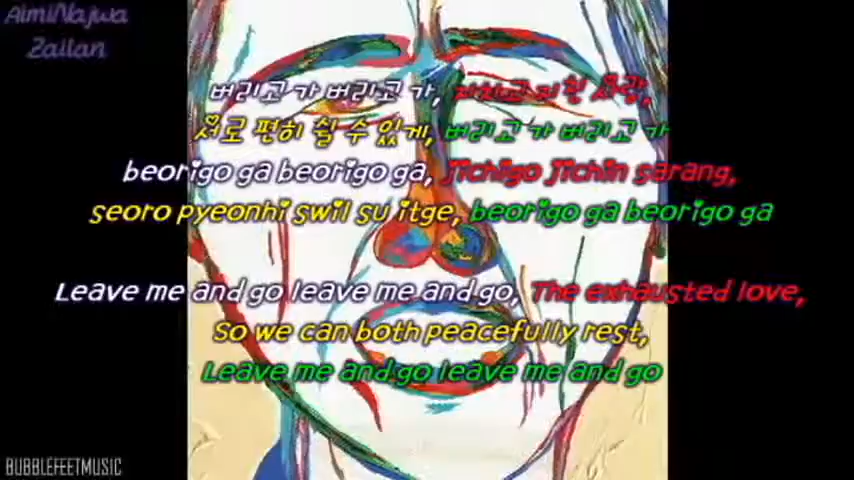 AimiNajwa
Zailan
버리고 가 버리고 가, 지치고 지친 사랑,
서로 편히 쉴 수 있게, 버리고 가 버리고 가
beorigo ga beorigo ga, jichigo jichin sarang,
seoro pyeonhi swil su itge, beorigo ga beorigo ga
Leave me and go leave me and go, The exhausted love,
So we can both peacefully rest,
Leave me and go leave me and go
BUBBLEFEETMUSIC